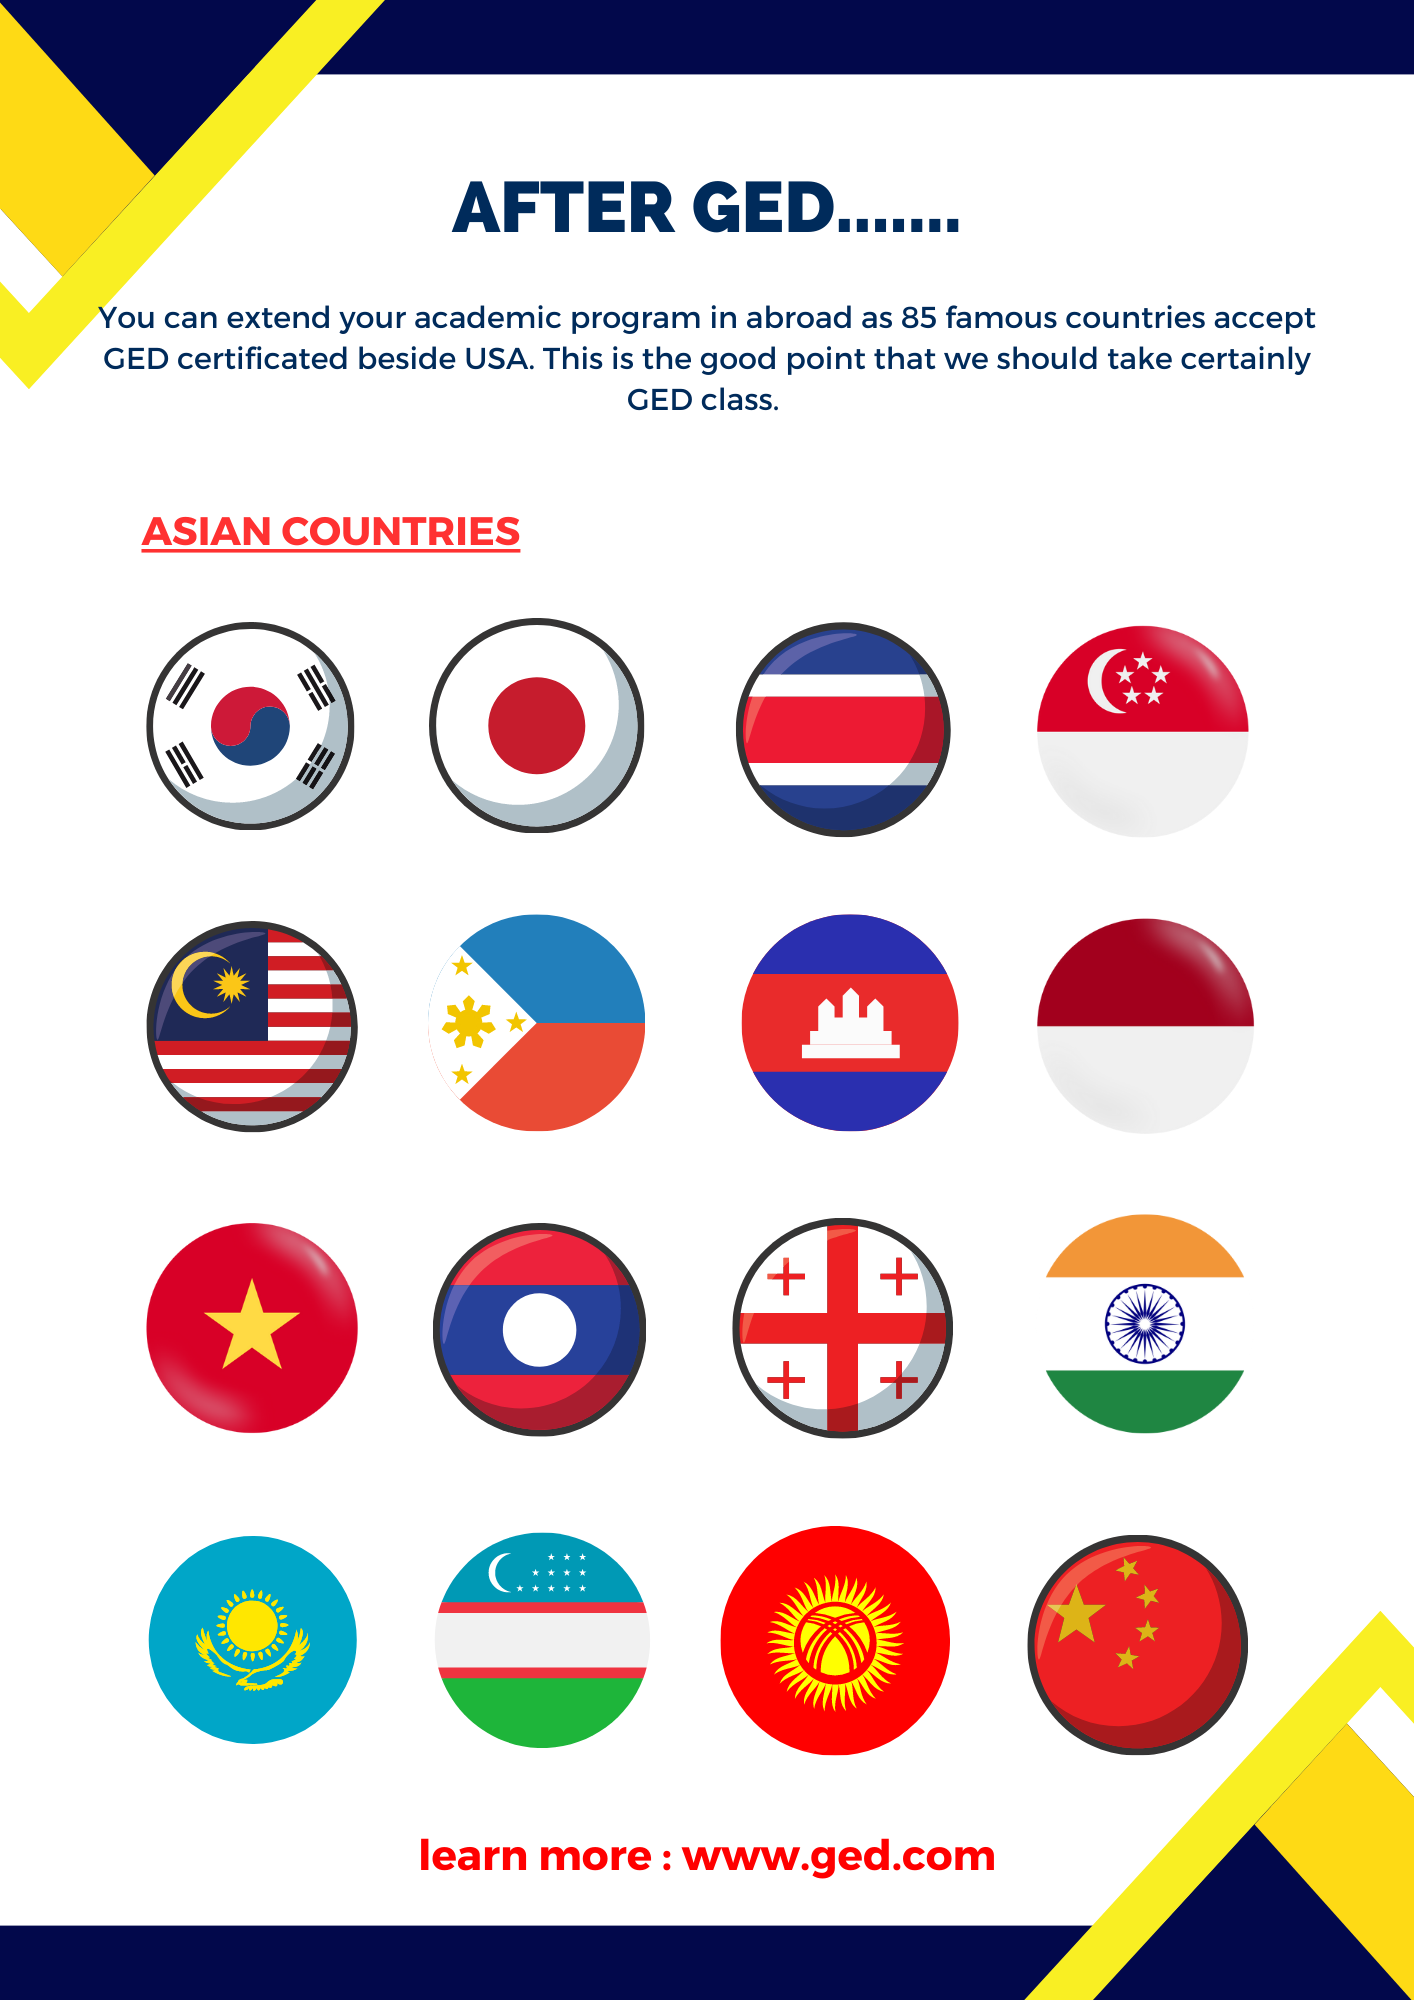 AFTER GED.......
You can extend your academic program in abroad as 85 famous countries accept
GED certificated beside USA. This is the good point that we should take certainly
GED class.
ASIAN COUNTRIES
learn more : www.ged.com